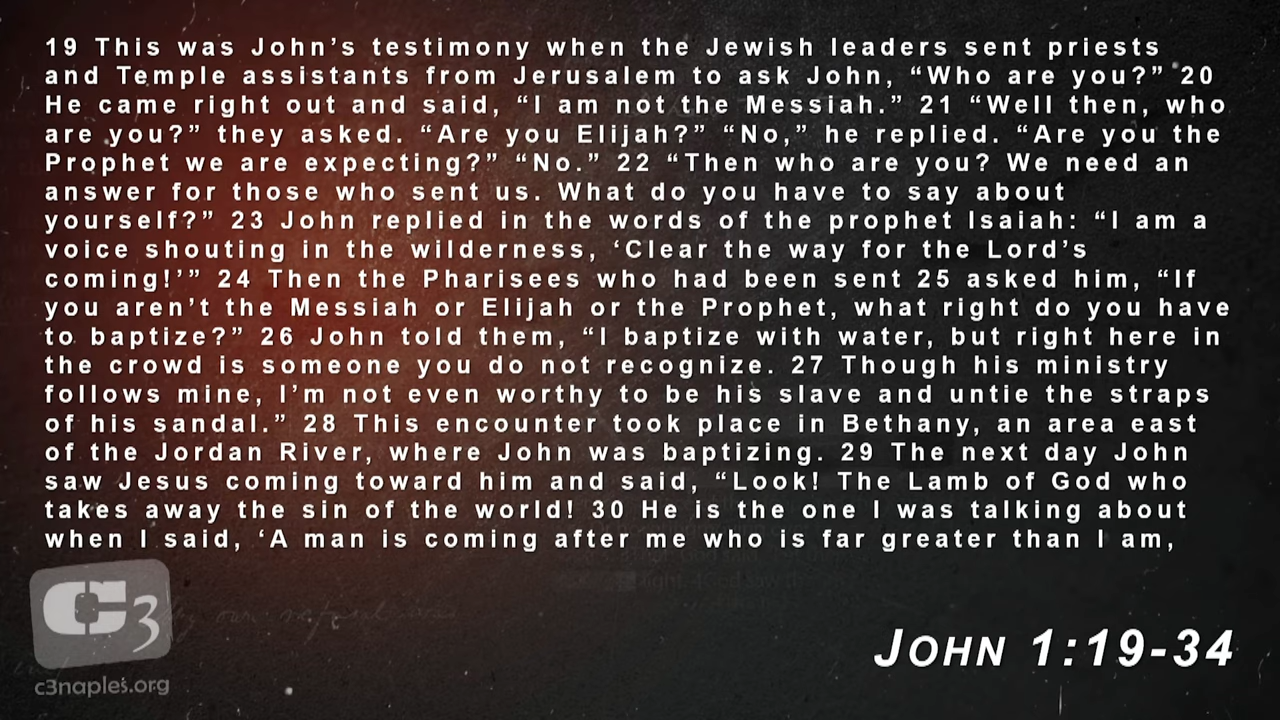 19 This was John’s testimony when the Jewish leaders sent priests
and Temple assistants from Jerusalem to ask John, “Who are you?” 20
He came right out and said, “I am not the Messiah.” 21 “Well then, who
are you?” they asked. “Are you Elijah?” “No,” he replied. “Are you the
Prophet we are expecting?” “No.” 22 “Then who are you? We need an
answer for those who sent us. What do you have to say about
yourself?” 23 John replied in the words of the prophet Isaiah: “I am a
voice shouting in the wilderness, ‘Clear the way for the Lord’s
coming!’” 24 Then the Pharisees who had been sent 25 asked him, “If
you aren’t the Messiah or Elijah or the Prophet, what right do you have
to baptize?” 26 John told them, “I baptize with water, but right here in
the crowd is someone you do not recognize. 27 Though his ministry
follows mine, I’m not even worthy to be his slave and untie the straps
of his sandal.” 28 This encounter took place in Bethany, an area east
of the Jordan River, where John was baptizing. 29 The next day John
saw Jesus coming toward him and said, “Look! The Lamb of God who
takes away the sin of the world! 30 He is the one I was talking about
when I said, ‘A man is coming after me who is far greater than I am,
C3
c3naples.org
John 1:19-34